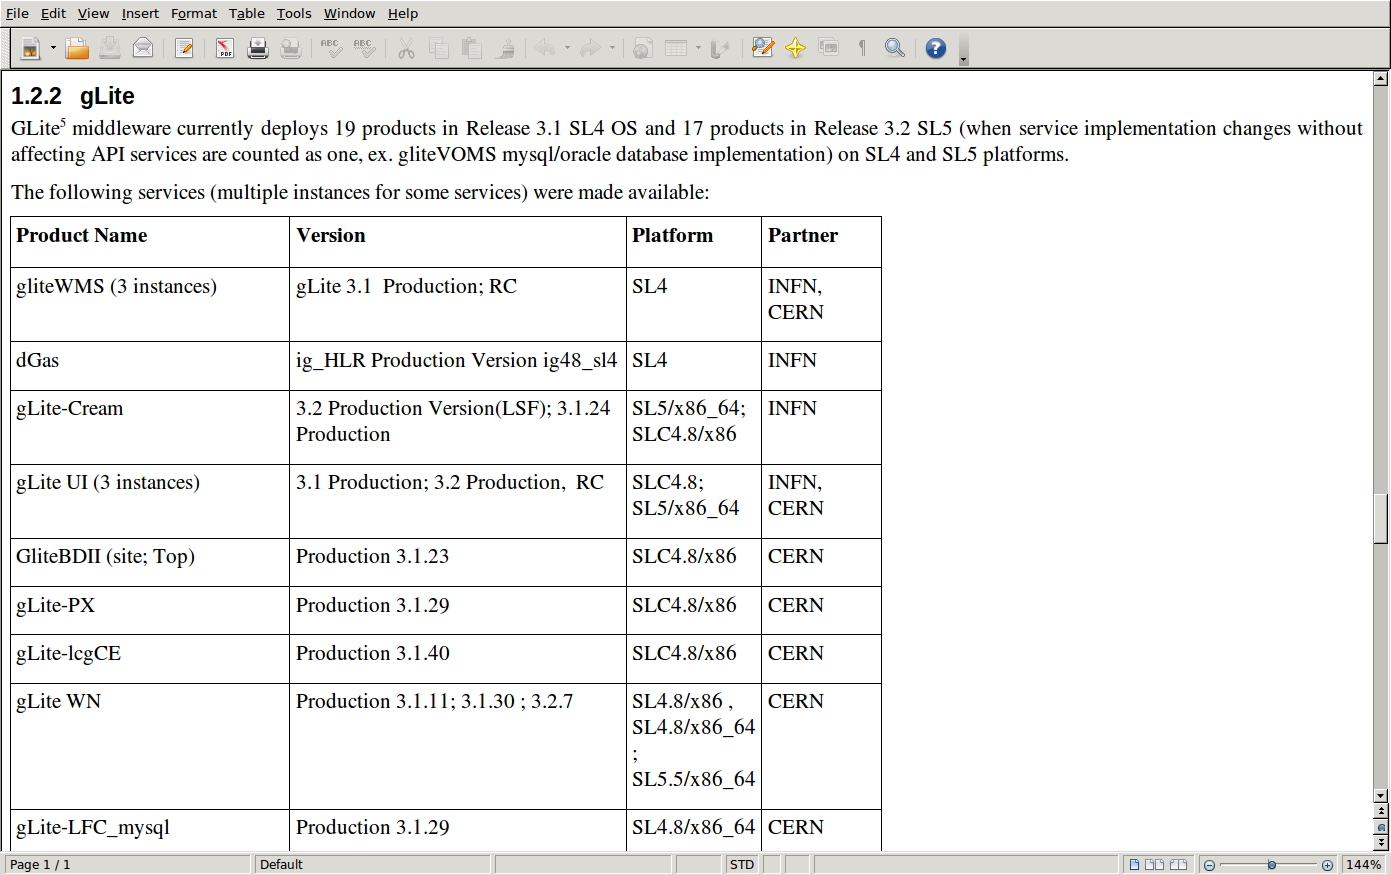 File Edit View Insert Format Table Tools Window Help
PDF ABC ABC
1.2.2 gLite
GLite5 middleware currently deploys 19 products in Release 3.1 SL4 OS and 17 products in Release 3.2 SL5 (when service implementation changes without
affecting API services are counted as one, ex. gliteVOMS mysql/oracle database implementation) on SL4 and SL5 platforms.
The following services (multiple instances for some services) were made available:
Product Name Version Platform Partner
gliteWMS (3 instances) gLite 3.1 Production; RC SL4 INFN,
CERN
dGas ig_HLR Production Version ig48_sl4 SL4 INFN
gLite-Cream 3.2 Production Version(LSF); 3.1.24 SL5/x86_64; INFN
Production SLC4.8/x86
gLite UI (3 instances) 3.1 Production; 3.2 Production, RC SLC4.8; INFN,
SL5/x86_64 CERN
GliteBDII (site; Top) Production 3.1.23 SLC4.8/x86 CERN
gLite-PX Production 3.1.29 SLC4.8/x86 CERN
gLite-lcgCE Production 3.1.40 SLC4.8/x86 CERN
gLite WN Production 3.1.11; 3.1.30 ; 3.2.7 SL4.8/x86 , CERN
SL4.8/x86_64
;
SL5.5/x86_64
gLite-LFC_mysql Production 3.1.29 SL4.8/x86_64 CERN
Page 1 / 1 Default STD 144%